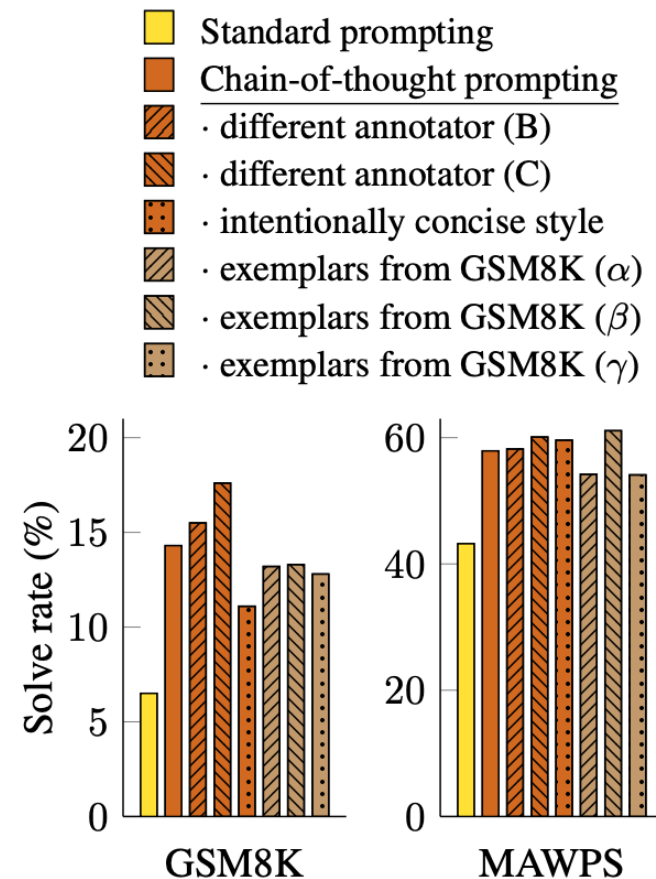 Standard prompting
Chain-of-thought prompting
· different annotator (B)
· different annotator (C)
· intentionally concise style
· exemplars from GSM8K (α)
· exemplars from GSM8K (β)
· exemplars from GSM8K (γ)
Solve rate (%)
20
15
10
5
0
GSM8K
60
40
20
0
MAWPS